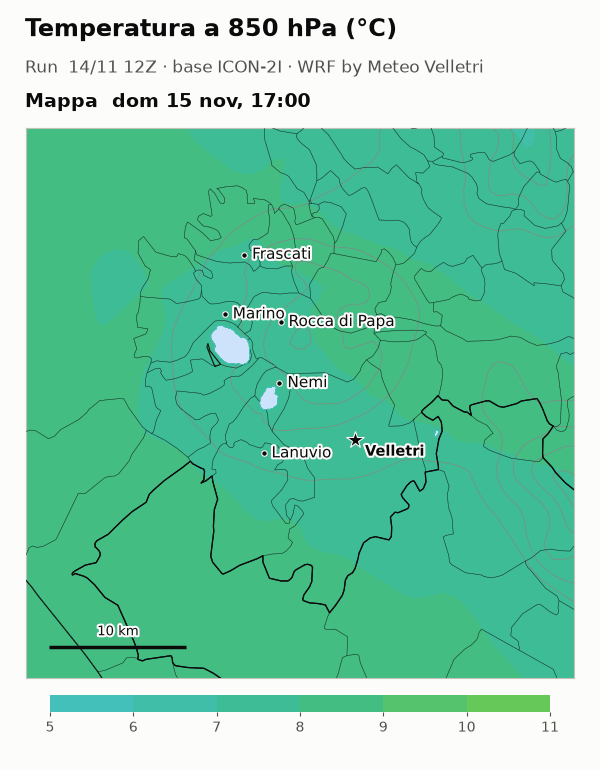 Temperatura a 850 hPa (°C)
Run  14/11 12Z · base ICON-2I · WRF by Meteo Velletri
Mappa  dom 15 nov, 17:00
Frascati
Marino
Rocca di Papa
Nemi
Velletri
Lanuvio
10 km
5 6 7 8 9 10 11